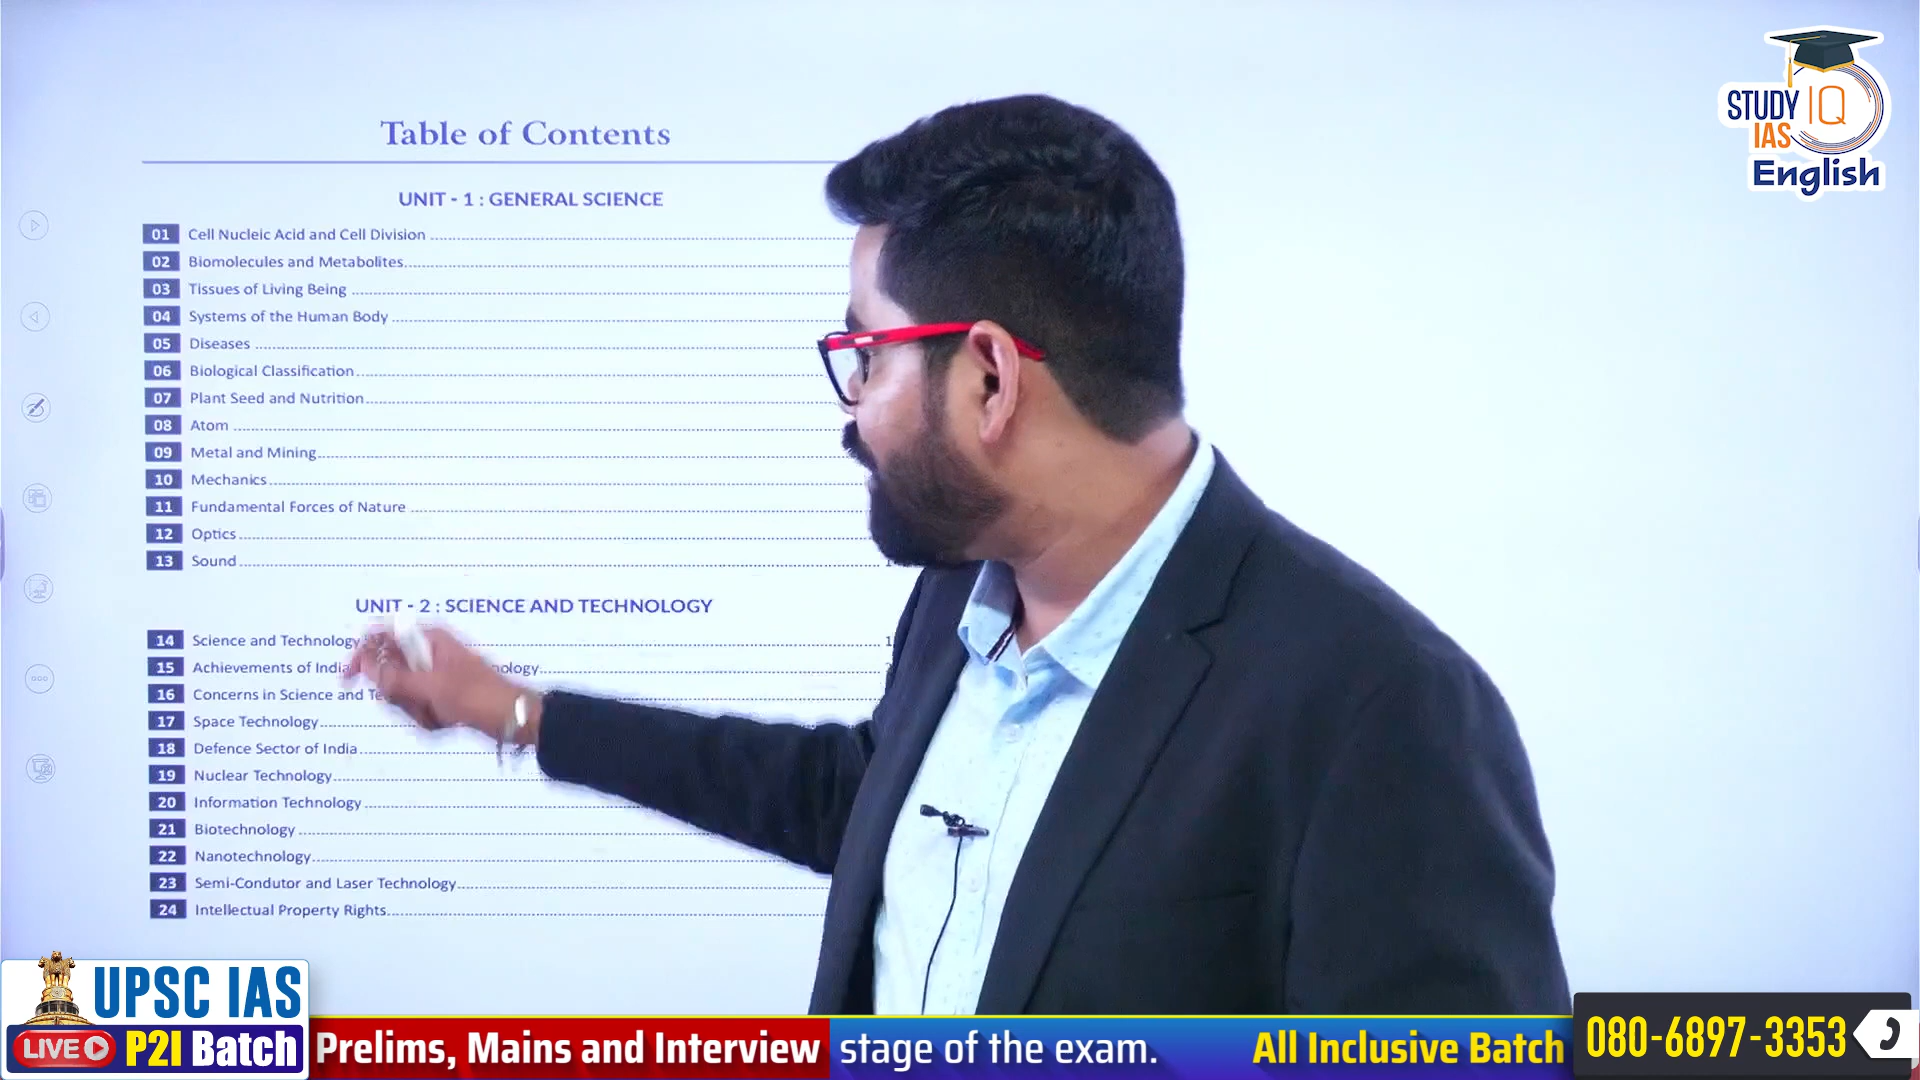 STUDY IQ
IAS
English
Table of Contents
UNIT - 1 : GENERAL SCIENCE
01 Cell Nucleic Acid and Cell Division
02 Biomolecules and Metabolites
03 Tissues of Living Being
04 Systems of the Human Body
05 Diseases
06 Biological Classification
07 Plant Seed and Nutrition
08 Atom
09 Metal and Mining
10 Mechanics
11 Fundamental Forces of Nature
12 Optics
13 Sound
UNIT - 2 : SCIENCE AND TECHNOLOGY
14 Science and Technology
15 Achievements of India
16 Concerns in Science and
17 Space Technology
18 Defence Sector of India
19 Nuclear Technology
20 Information Technology
21 Biotechnology
22 Nanotechnology
23 Semi-Condutor and Laser Technology
24 Intellectual Property Rights
UPSC IAS
LIVE P2I Batch
Prelims, Mains and Interview stage of the exam. All Inclusive Batch 080-6897-3353